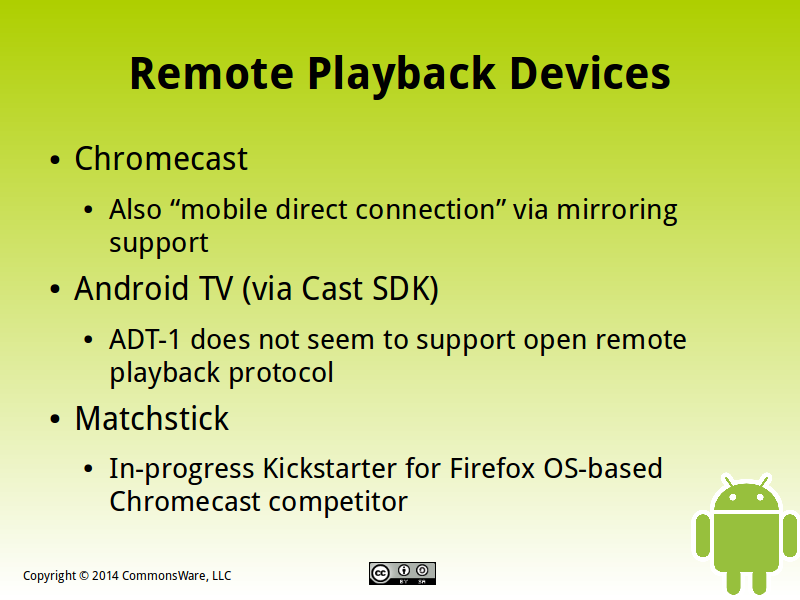 Remote Playback Devices
• Chromecast
• Also “mobile direct connection” via mirroring
support
• Android TV (via Cast SDK)
• ADT-1 does not seem to support open remote
playback protocol
• Matchstick
• In-progress Kickstarter for Firefox OS-based
Chromecast competitor
Copyright © 2014 CommonsWare, LLC
cc BY SA